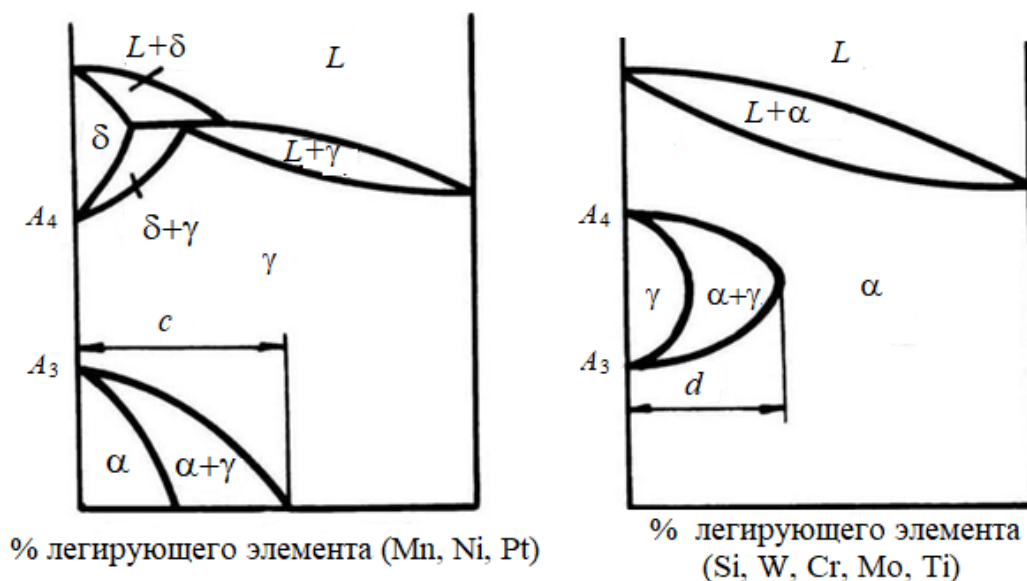 L+δ
L
δ
L+γ
A4
δ+γ
γ
c
A3
α
α+γ
% легирующего элемента (Mn, Ni, Pt)
L
L+α
A4
γ
α+γ
α
A3
d
% легирующего элемента
(Si, W, Cr, Mo, Ti)